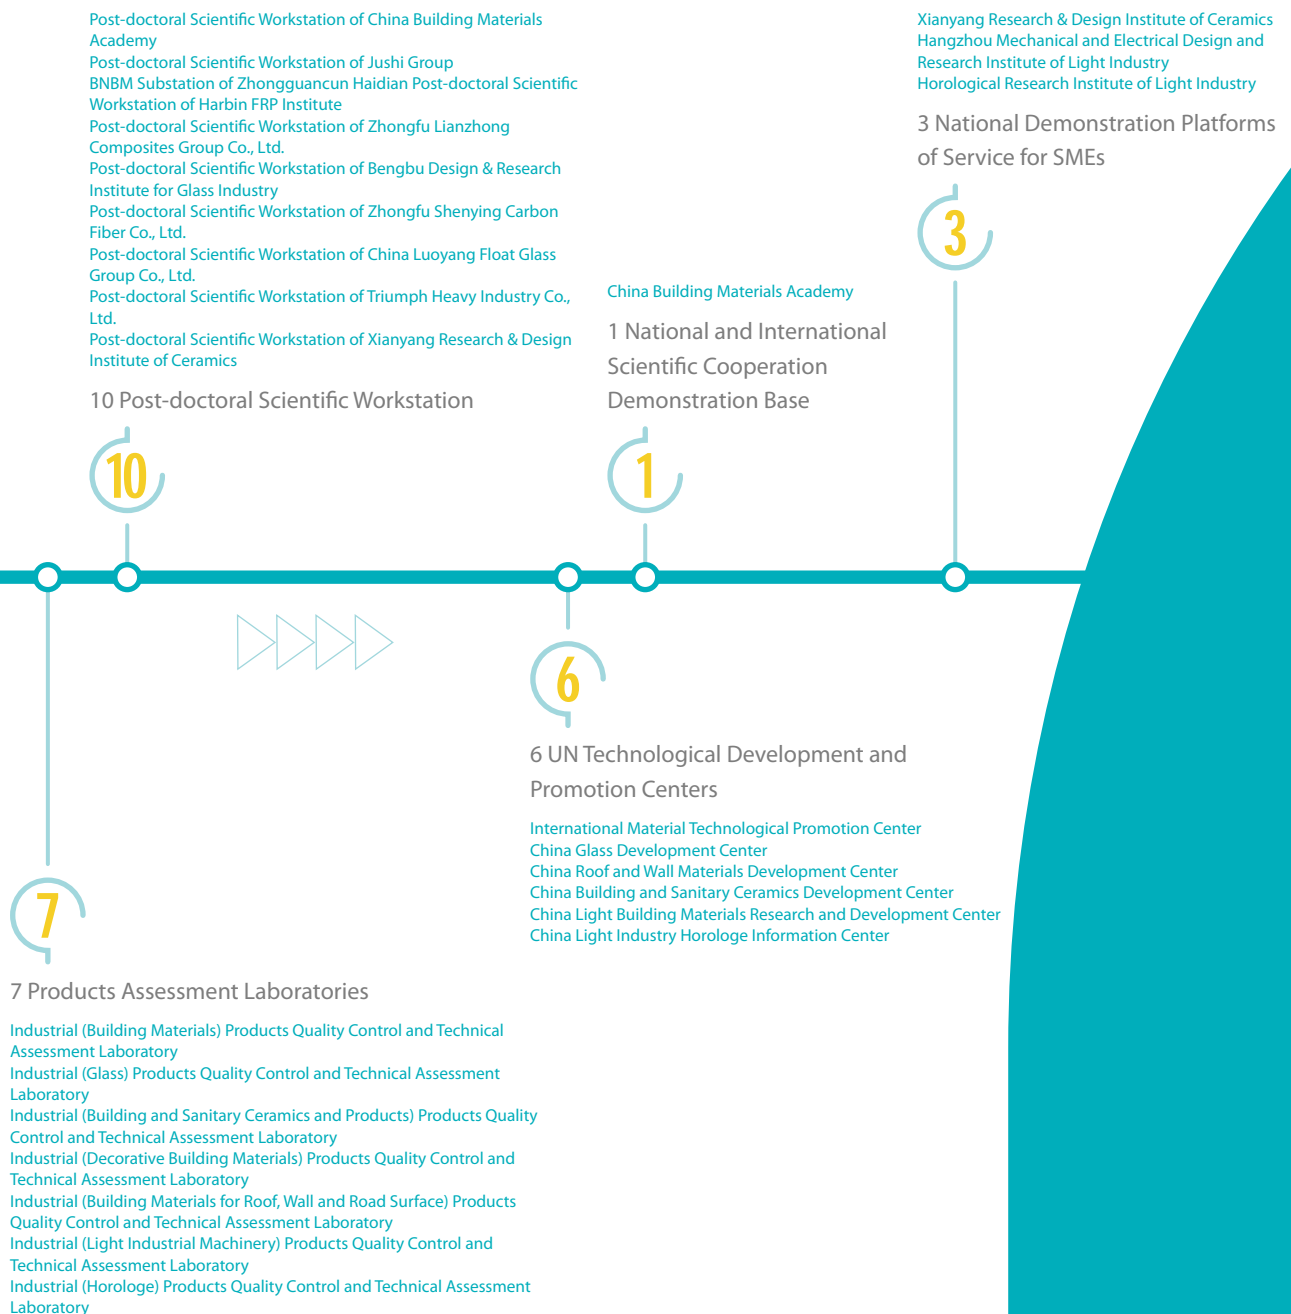 Post-doctoral Scientific Workstation of China Building Materials
Academy
Post-doctoral Scientific Workstation of Jushi Group
BNBM Substation of Zhongguancun Haidian Post-doctoral Scientific
Workstation of Harbin FRP Institute
Post-doctoral Scientific Workstation of Zhongfu Lianzhong
Composites Group Co., Ltd.
Post-doctoral Scientific Workstation of Bengbu Design & Research
Institute for Glass Industry
Post-doctoral Scientific Workstation of Zhongfu Shenying Carbon
Fiber Co., Ltd.
Post-doctoral Scientific Workstation of China Luoyang Float Glass
Group Co., Ltd.
Post-doctoral Scientific Workstation of Triumph Heavy Industry Co.,
Ltd.
Post-doctoral Scientific Workstation of Xianyang Research & Design
Institute of Ceramics
10 Post-doctoral Scientific Workstation
10
China Building Materials Academy
1 National and International
Scientific Cooperation
Demonstration Base
1
Xianyang Research & Design Institute of Ceramics
Hangzhou Mechanical and Electrical Design and
Research Institute of Light Industry
Horological Research Institute of Light Industry
3 National Demonstration Platforms
of Service for SMEs
3
6
6 UN Technological Development and
Promotion Centers
International Material Technological Promotion Center
China Glass Development Center
China Roof and Wall Materials Development Center
China Building and Sanitary Ceramics Development Center
China Light Building Materials Research and Development Center
China Light Industry Horologe Information Center
7
7 Products Assessment Laboratories
Industrial (Building Materials) Products Quality Control and Technical
Assessment Laboratory
Industrial (Glass) Products Quality Control and Technical Assessment
Laboratory
Industrial (Building and Sanitary Ceramics and Products) Products Quality
Control and Technical Assessment Laboratory
Industrial (Decorative Building Materials) Products Quality Control and
Technical Assessment Laboratory
Industrial (Building Materials for Roof, Wall and Road Surface) Products
Quality Control and Technical Assessment Laboratory
Industrial (Light Industrial Machinery) Products Quality Control and
Technical Assessment Laboratory
Industrial (Horologe) Products Quality Control and Technical Assessment
Laboratory